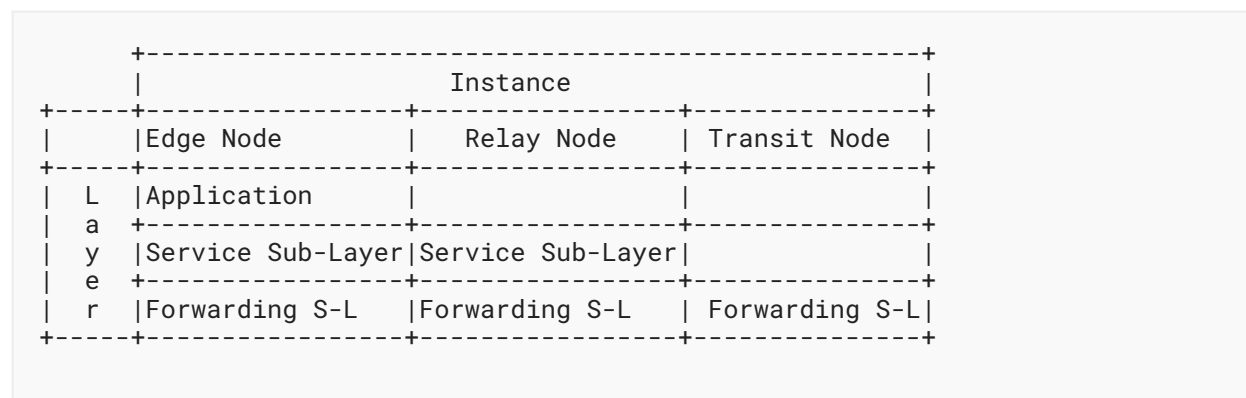 +---------------------------------------------------+
      |                    Instance                       |
+-----+-----------------+-----------------+---------------+
|     |Edge Node        |   Relay Node    | Transit Node  |
+-----+-----------------+-----------------+---------------+
|  L  |Application      |                 |               |
|  a  +-----------------+-----------------+---------------+
|  y  |Service Sub-Layer|Service Sub-Layer|               |
|  e  +-----------------+-----------------+---------------+
|  r  |Forwarding S-L   |Forwarding S-L   | Forwarding S-L|
+-----+-----------------+-----------------+---------------+